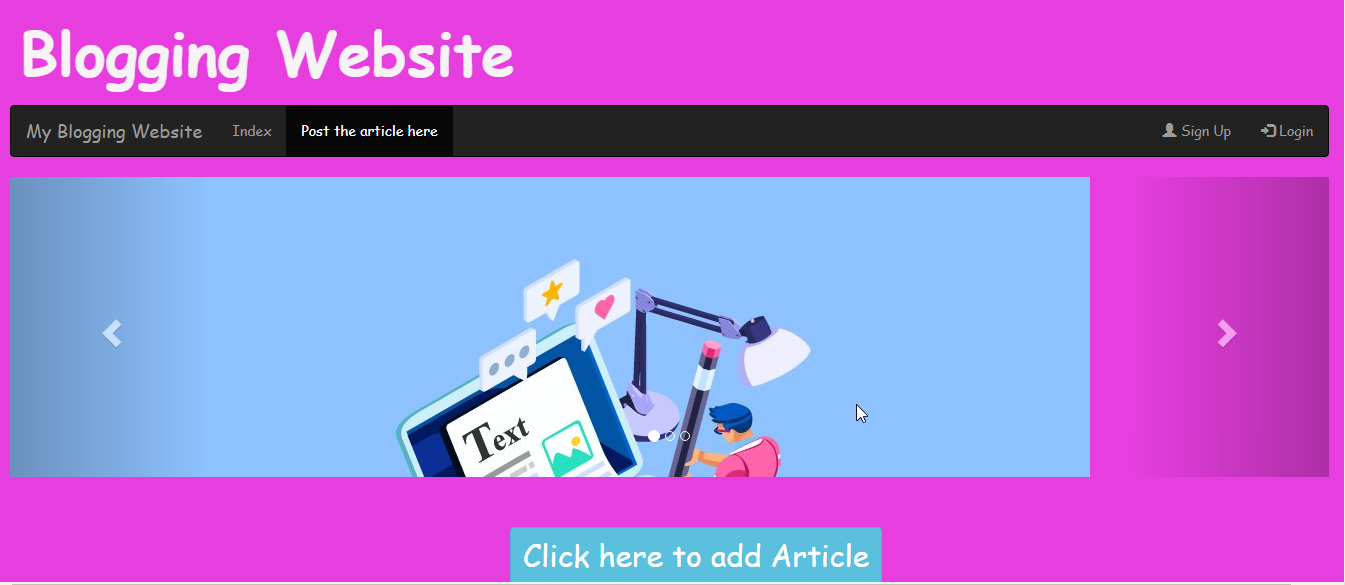 Blogging Website
My Blogging Website Index Post the article here Sign Up Login
Text
Click here to add Article